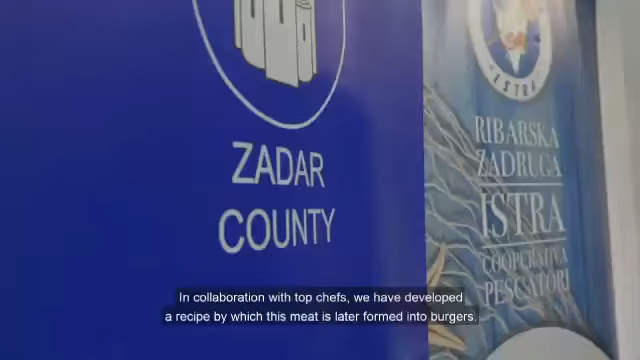 ZADAR
COUNTY
ISTRA
RIBARSKA
ZADRUGA
ISTRA
COOPERATIVA
PESCATORI
In collaboration with top chefs, we have developed
a recipe by which this meat is later formed into burgers.